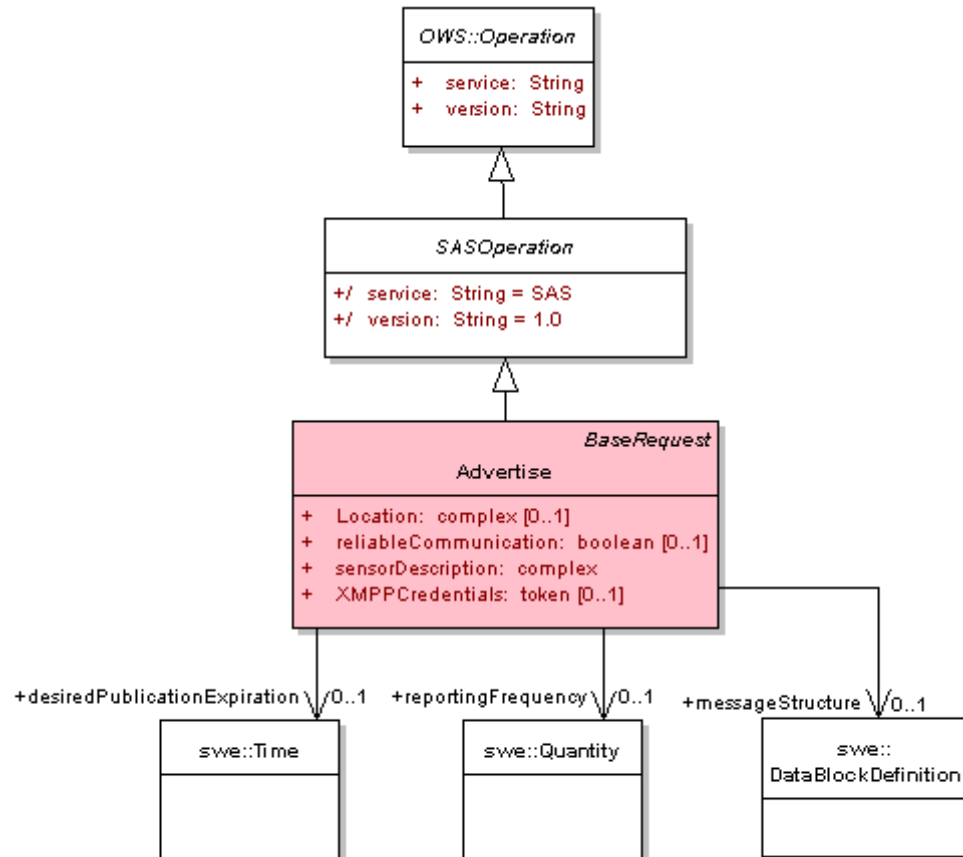 OWS::Operation
+ service: String
+ version: String
SASOperation
+/ service: String = SAS
+/ version: String = 1.0
BaseRequest
Advertise
+ Location: complex [0..1]
+ reliableCommunication: boolean [0..1]
+ sensorDescription: complex
+ XMPPCredentials: token [0..1]
+desiredPublicationExpiration 0..1
+reportingFrequency 0..1
+messageStructure 0..1
swe::Time
swe::Quantity
swe::
DataBlockDefinition